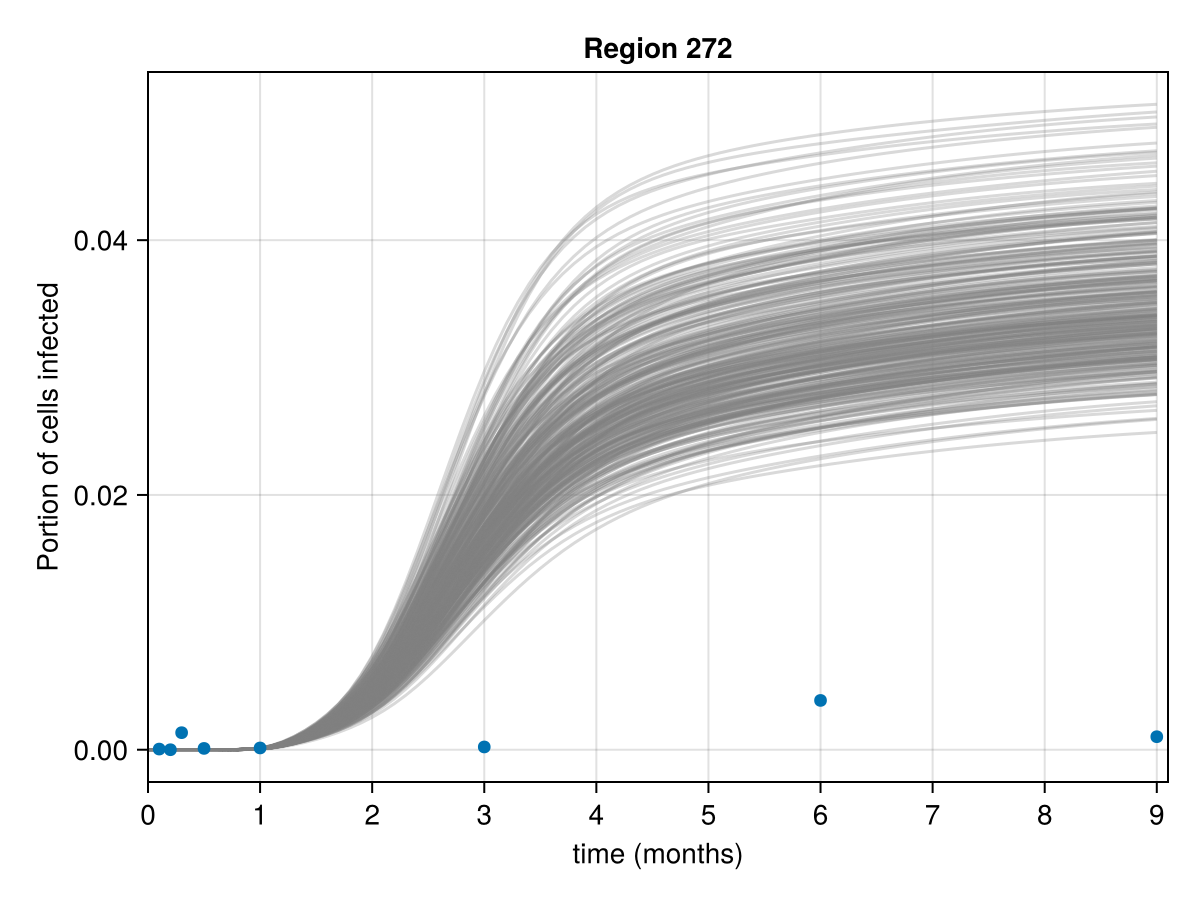 Region 272
Portion of cells infected
0.04
0.02
0.00
0 1 2 3 4 5 6 7 8 9
time (months)